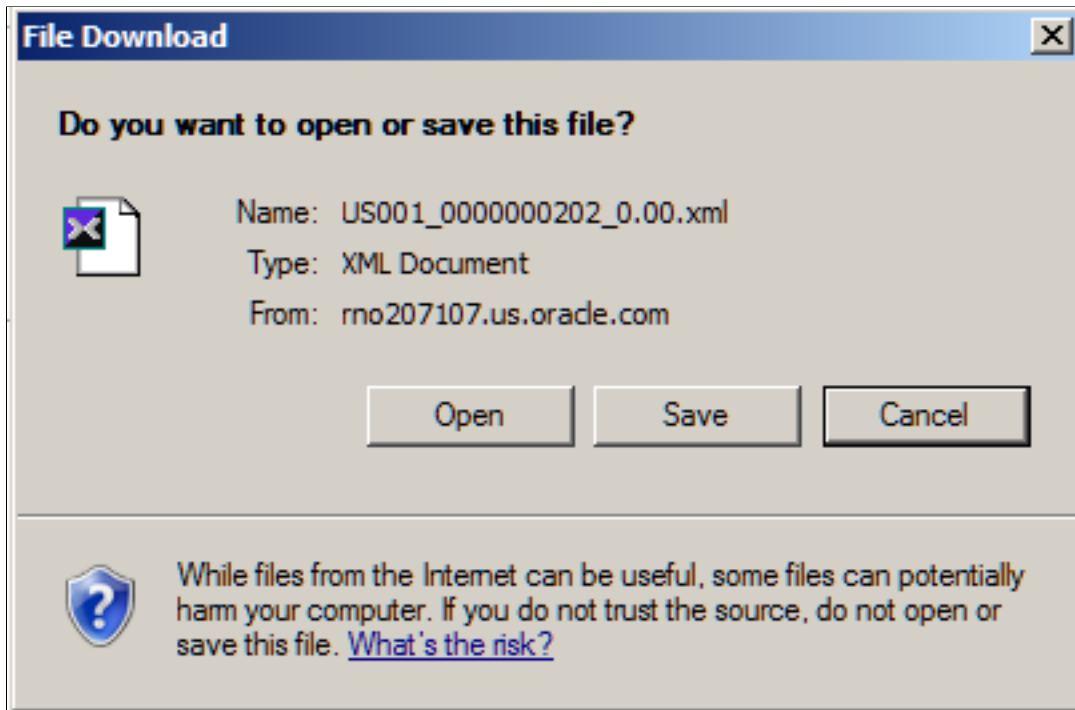 File Download
Do you want to open or save this file?
Name: US001_0000000202_0.00.xml
Type: XML Document
From: rno207107.us.oracle.com
Open Save Cancel
While files from the Internet can be useful, some files can potentially
harm your computer. If you do not trust the source, do not open or
save this file. What's the risk?